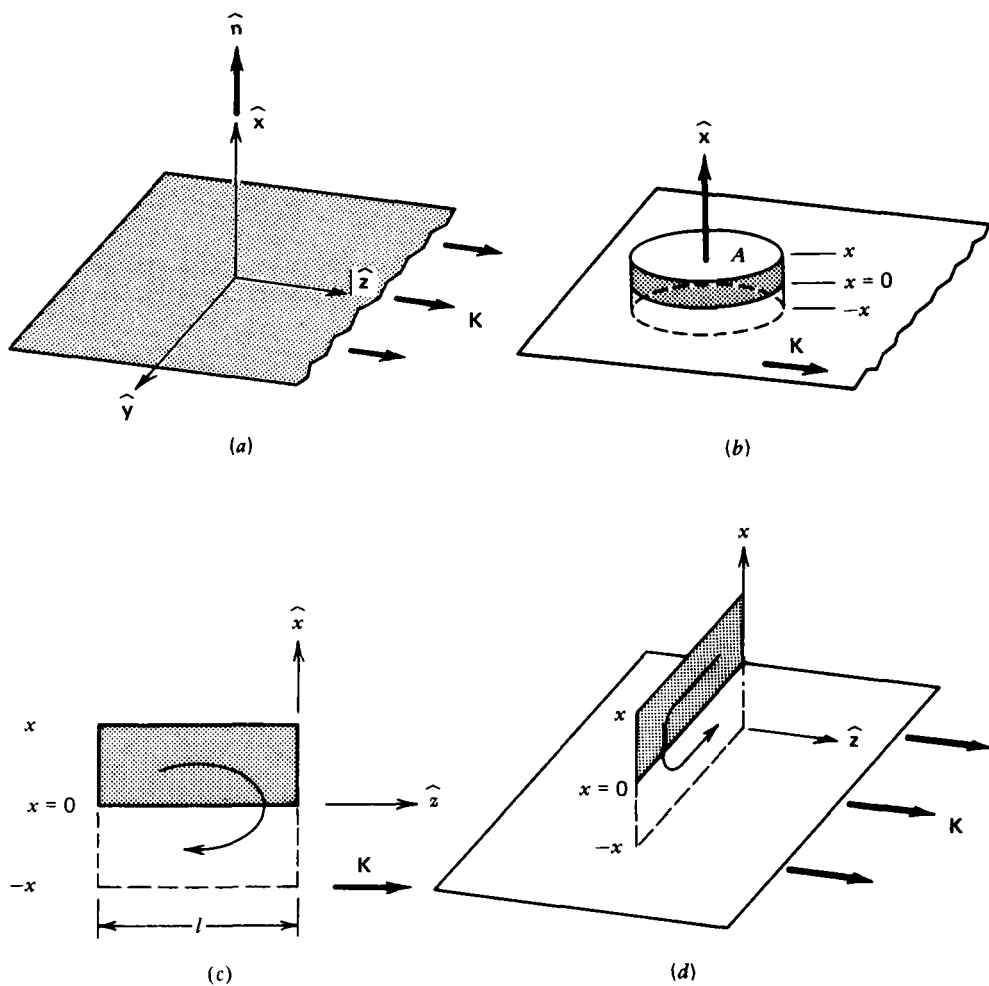 n̂
x̂
ẑ
K
ŷ
(a)
x̂
A
x
x = 0
-x
K
(b)
x̂
x
x = 0
ẑ
-x
K
l
(c)
x
x
ẑ
x = 0
K
-x
(d)